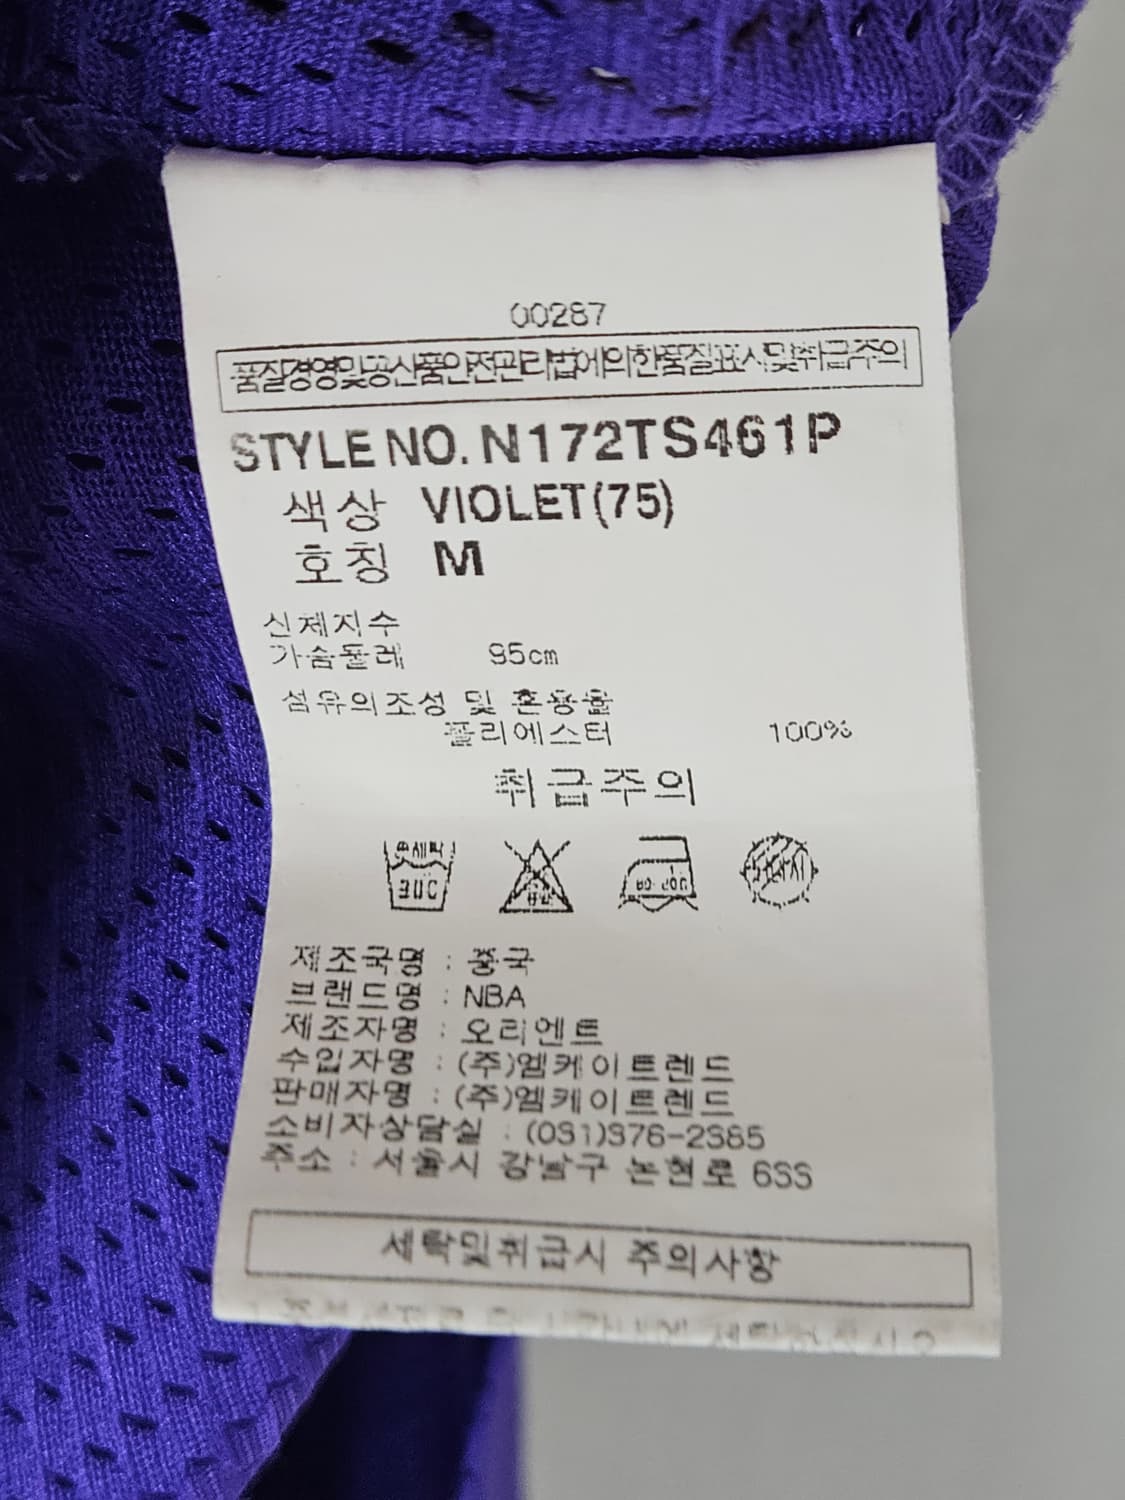 00287
품질경영및공산품안전관리법에의한품질표시및취급주의
STYLE NO. N172TS461P
색상 VIOLET(75)
호칭 M
신체치수
가슴둘레 95cm
섬유의조성 및 혼용율
폴리에스터 100%
취급주의
손세탁
30C
제조국명 : 중국
브랜드명 : NBA
제조자명 : 오리엔트
수입자명 : (주)엠케이트렌드
판매자명 : (주)엠케이트렌드
소비자상담실 :
주소 : 서울시 강남구 논현로
세탁및취급시 주의사항